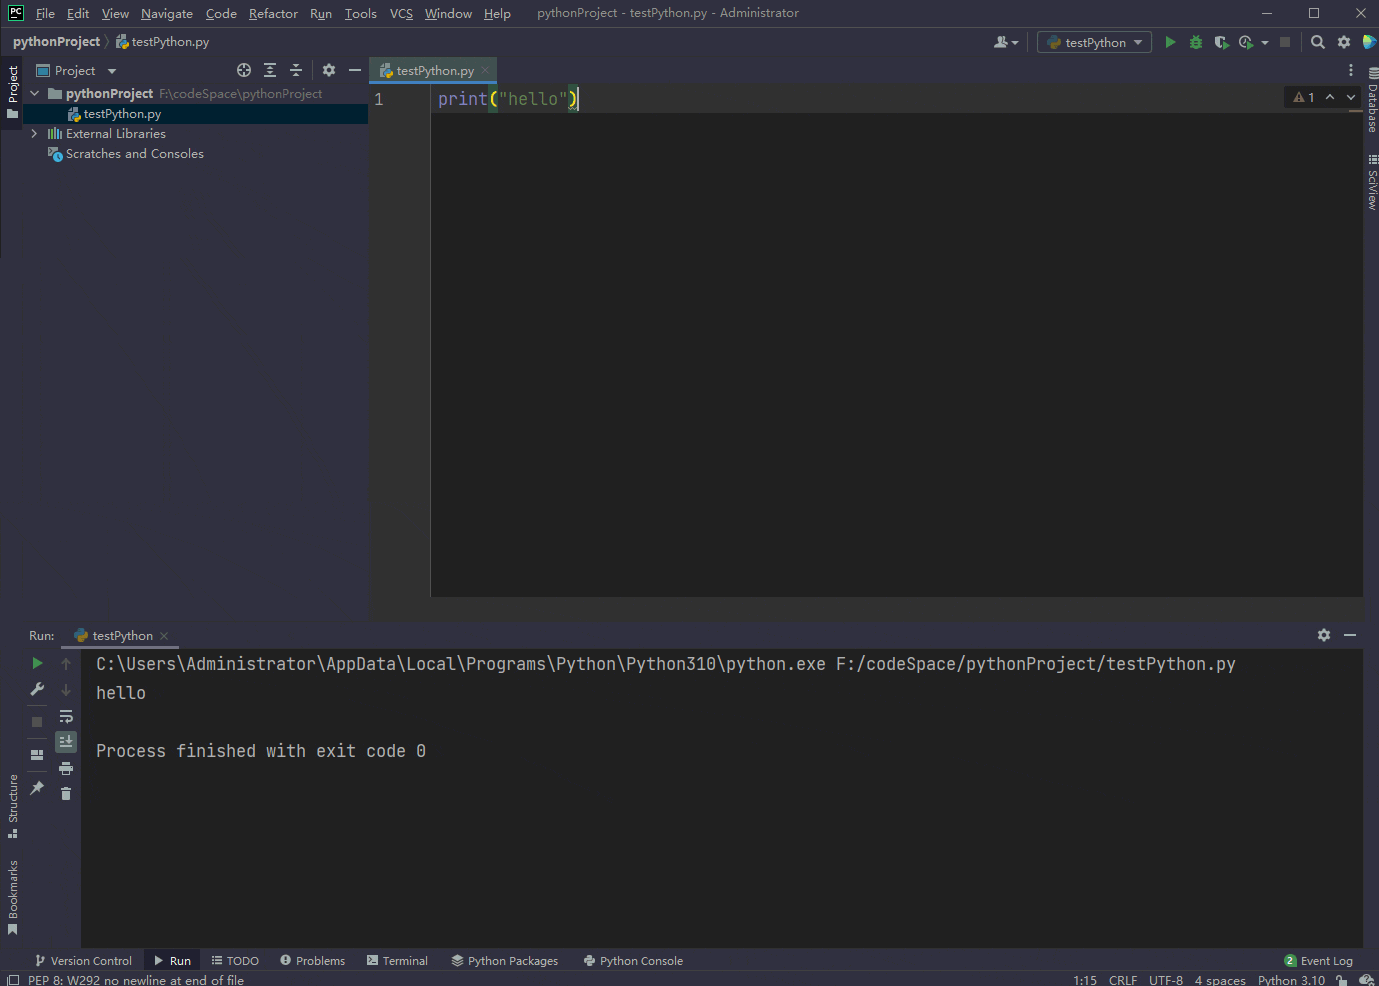 PC File Edit View Navigate Code Refactor Run Tools VCS Window Help pythonProject - testPython.py - Administrator
pythonProject testPython.py testPython
Project testPython.py
Project
pythonProject F:\codeSpace\pythonProject
testPython.py
External Libraries
Scratches and Consoles
1 print("hello")
1
Database
SciView
Run: testPython
C:\Users\Administrator\AppData\Local\Programs\Python\Python310\python.exe F:/codeSpace/pythonProject/testPython.py
hello
Process finished with exit code 0
Structure
Bookmarks
Version Control Run TODO Problems Terminal Python Packages Python Console 2 Event Log
PEP 8: W292 no newline at end of file 1:15 CRLF UTF-8 4 spaces Python 3.10